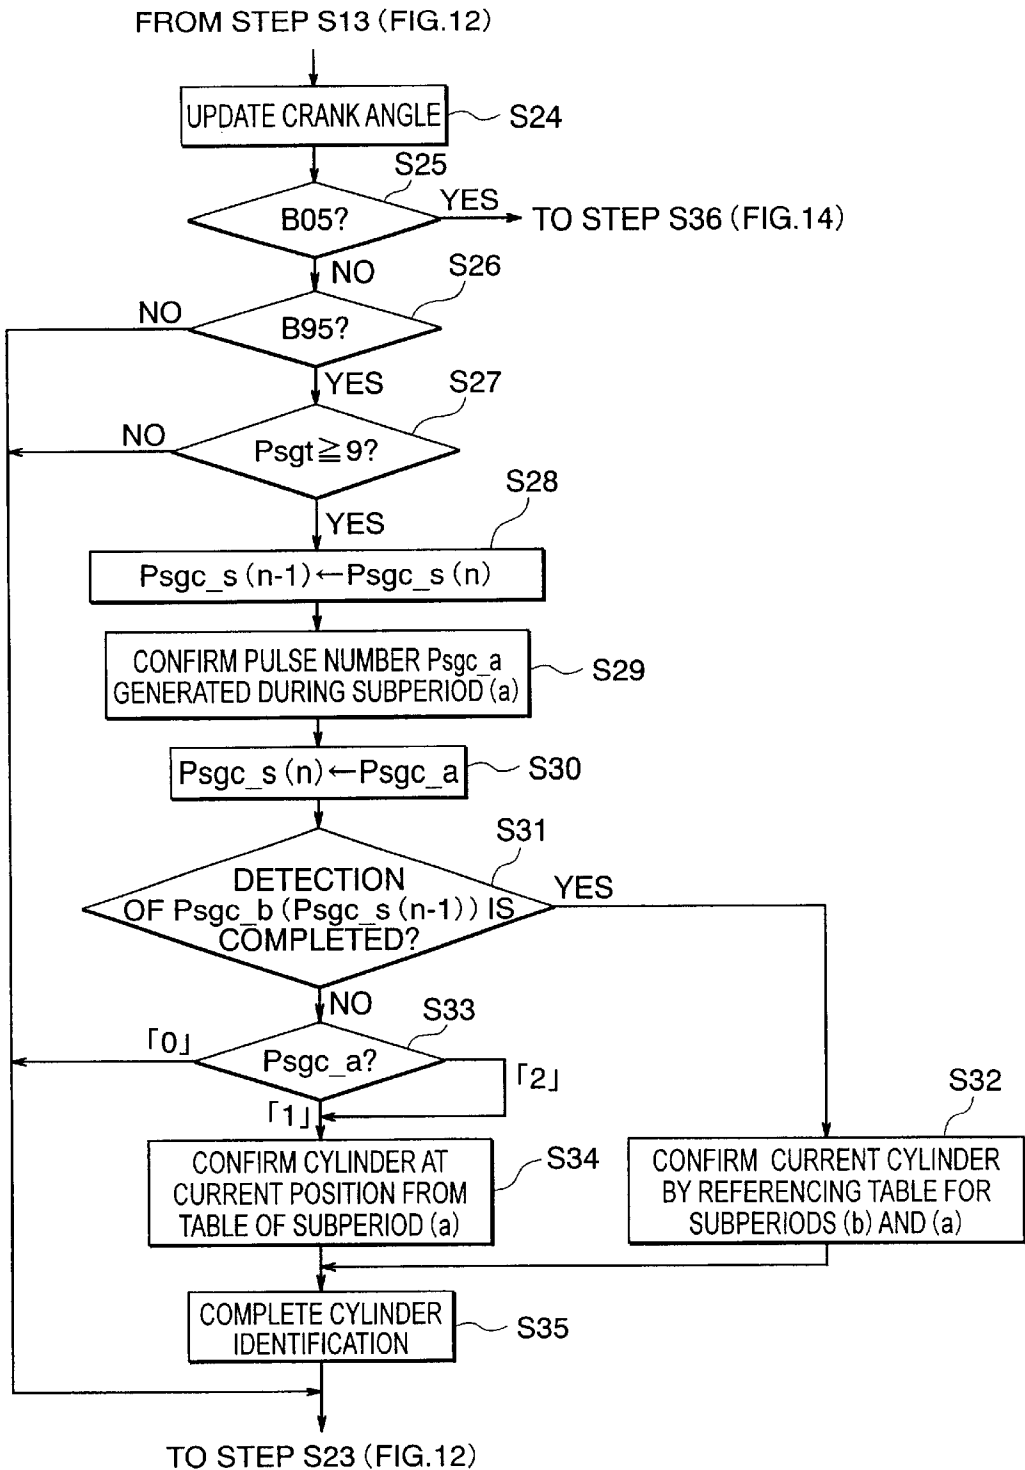 FROM STEP S13 (FIG.12)
UPDATE CRANK ANGLE
S24
S25
B05?
YES
TO STEP S36 (FIG.14)
NO
S26
NO
B95?
YES
S27
NO
Psgt≧9?
S28
YES
Psgc_s (n-1)←Psgc_s (n)
CONFIRM PULSE NUMBER Psgc_a
GENERATED DURING SUBPERIOD (a)
S29
Psgc_s (n)←Psgc_a
S30
S31
DETECTION
OF Psgc_b (Psgc_s (n-1)) IS
COMPLETED?
YES
NO
S33
「0」
Psgc_a?
「2」
「1」
S32
CONFIRM CYLINDER AT
CURRENT POSITION FROM
TABLE OF SUBPERIOD (a)
S34
CONFIRM CURRENT CYLINDER
BY REFERENCING TABLE FOR
SUBPERIODS (b) AND (a)
COMPLETE CYLINDER
IDENTIFICATION
S35
TO STEP S23 (FIG.12)